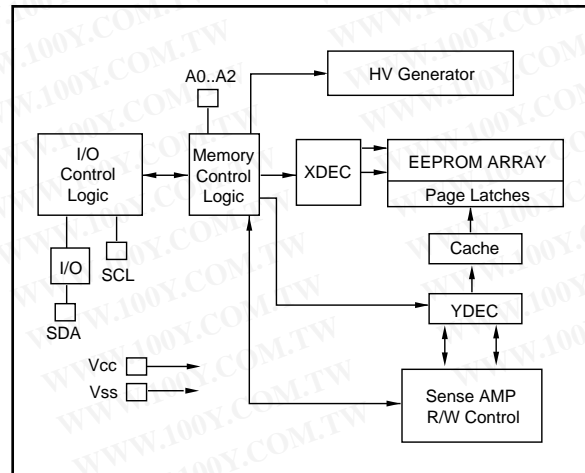 A0..A2
HV Generator
I/O
Control
Logic
Memory
Control
Logic
XDEC
EEPROM ARRAY
Page Latches
Cache
I/O
SCL
SDA
YDEC
Vcc
Vss
Sense AMP
R/W Control
WWW.100Y.COM.TW